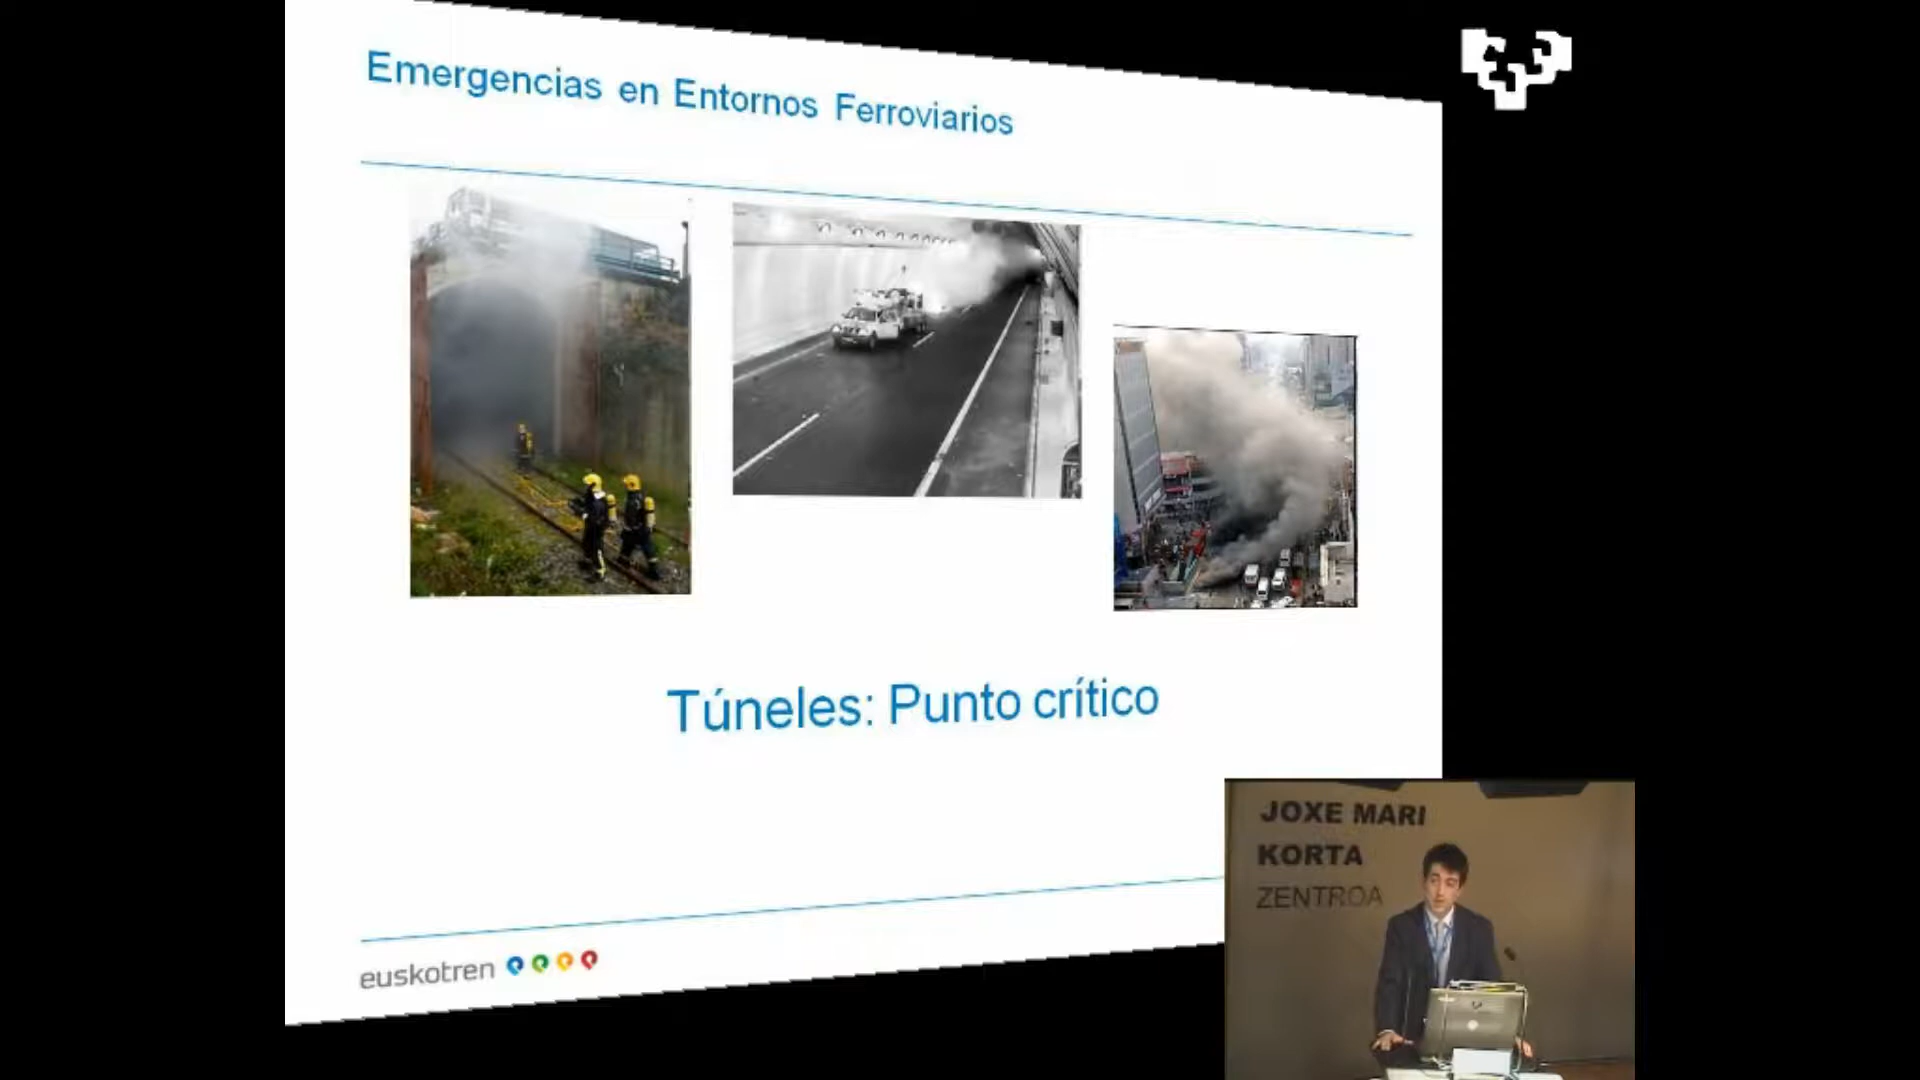 Emergencias en Entornos Ferroviarios
Túneles: Punto crítico
euskotren
JOXE MARI
KORTA
ZENTROA